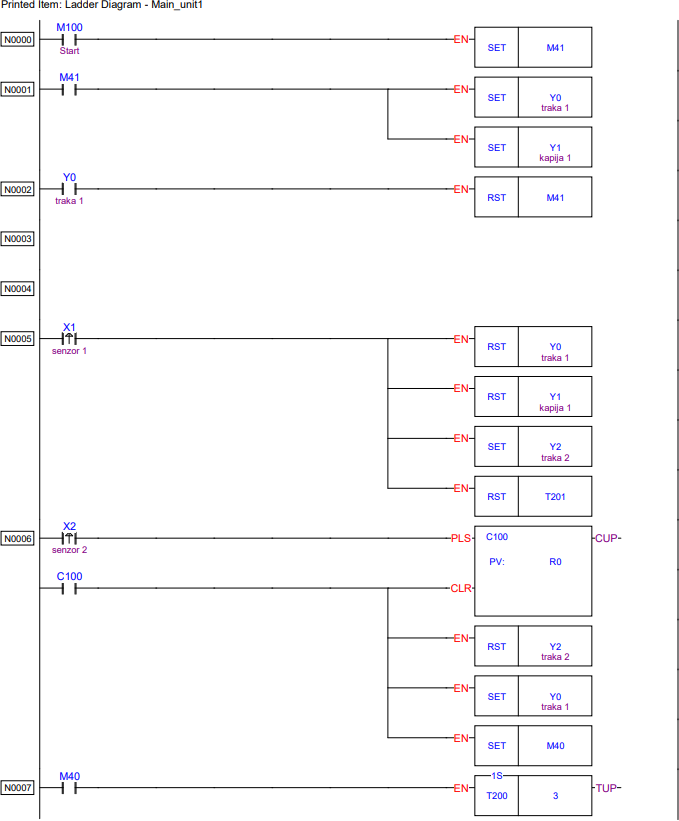 Printed Item: Ladder Diagram - Main_unit1
N0000 M100 EN SET M41
Start
N0001 M41 EN SET Y0
traka 1
EN SET Y1
kapija 1
N0002 Y0 EN RST M41
traka 1
N0003
N0004
N0005 X1 EN RST Y0
senzor 1 traka 1
EN RST Y1
kapija 1
EN SET Y2
traka 2
EN RST T201
N0006 X2 PLS C100 CUP
senzor 2 PV: R0
C100 CLR
EN RST Y2
traka 2
EN SET Y0
traka 1
EN SET M40
N0007 M40 EN 1S TUP
T200 3